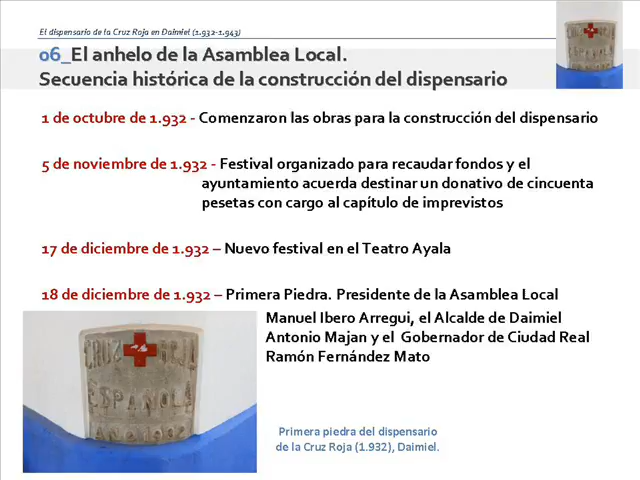 El dispensario de la Cruz Roja en Daimiel (1.932-1.943)
06_El anhelo de la Asamblea Local.
Secuencia histórica de la construcción del dispensario
1 de octubre de 1.932 - Comenzaron las obras para la construcción del dispensario
5 de noviembre de 1.932 - Festival organizado para recaudar fondos y el
ayuntamiento acuerda destinar un donativo de cincuenta
pesetas con cargo al capítulo de imprevistos
17 de diciembre de 1.932 – Nuevo festival en el Teatro Ayala
18 de diciembre de 1.932 – Primera Piedra. Presidente de la Asamblea Local
Manuel Ibero Arregui, el Alcalde de Daimiel
Antonio Majan y el Gobernador de Ciudad Real
Ramón Fernández Mato
CRUZ
ESPAÑOLA
AÑO 1932
Primera piedra del dispensario
de la Cruz Roja (1.932), Daimiel.